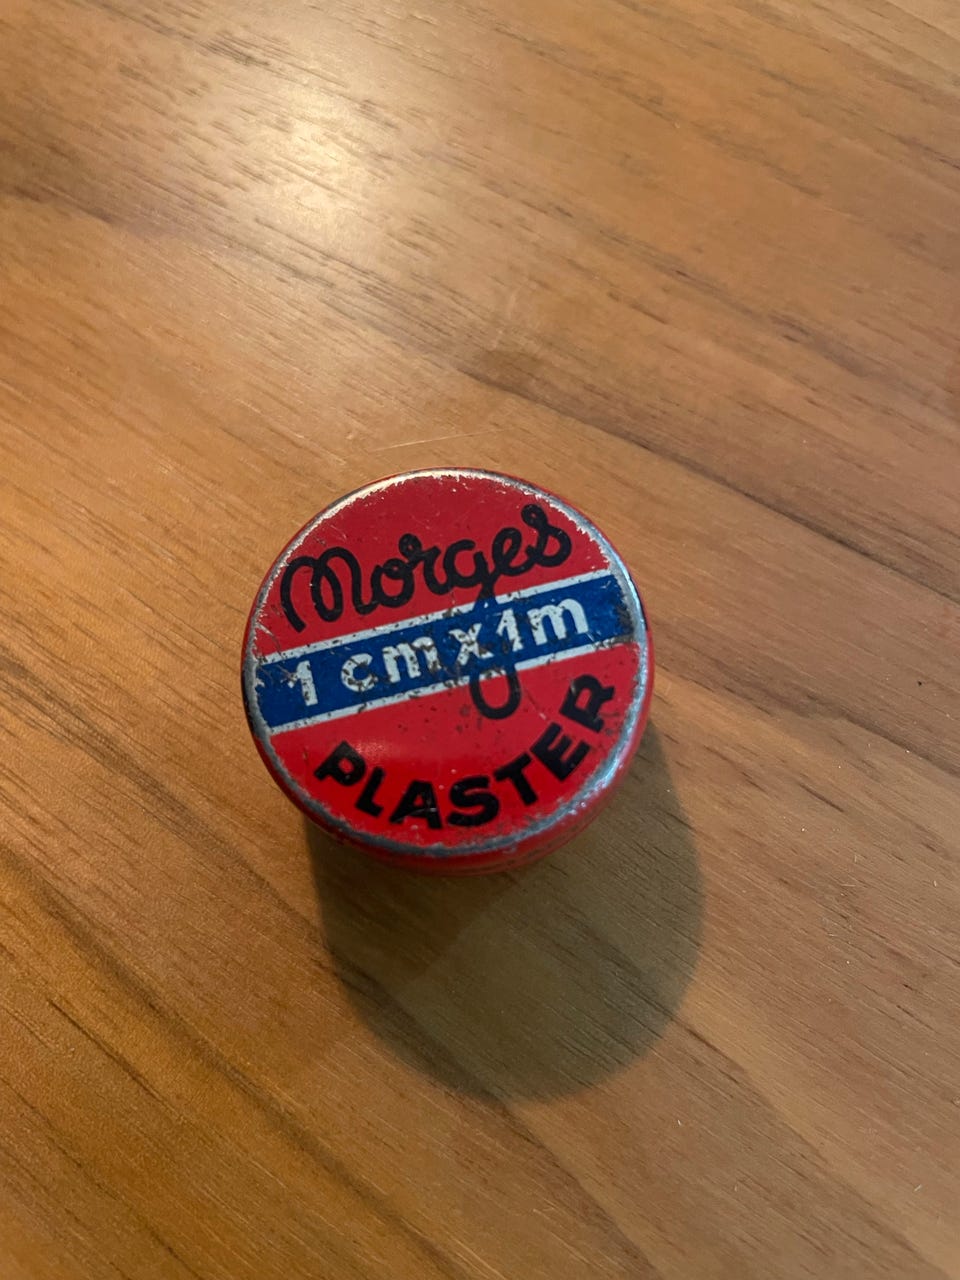 Morges
1 cm x 1m
PLASTER